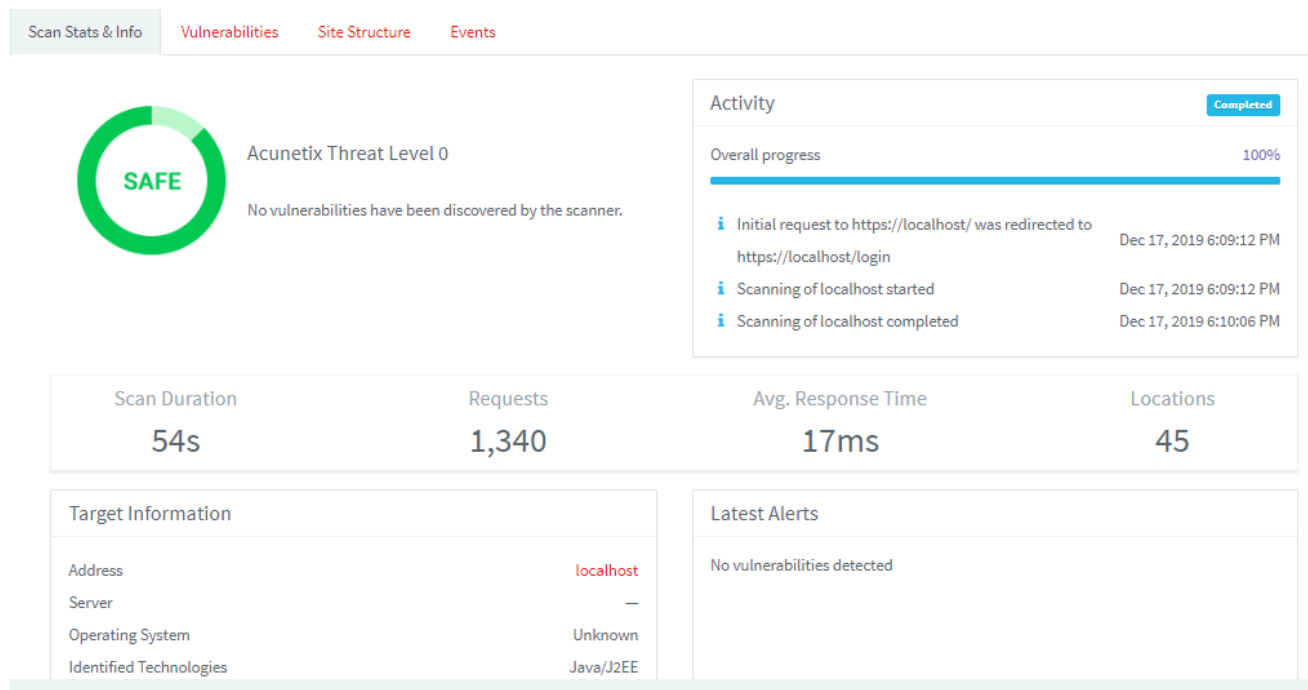 Scan Stats & Info Vulnerabilities Site Structure Events
SAFE
Acunetix Threat Level 0
No vulnerabilities have been discovered by the scanner.
Activity Completed
Overall progress 100%
Initial request to https://localhost/ was redirected to
https://localhost/login
Dec 17, 2019 6:09:12 PM
Scanning of localhost started Dec 17, 2019 6:09:12 PM
Scanning of localhost completed Dec 17, 2019 6:10:06 PM
Scan Duration Requests Avg. Response Time Locations
54s 1,340 17ms 45
Target Information
Address localhost
Server —
Operating System Unknown
Identified Technologies Java/J2EE
Latest Alerts
No vulnerabilities detected